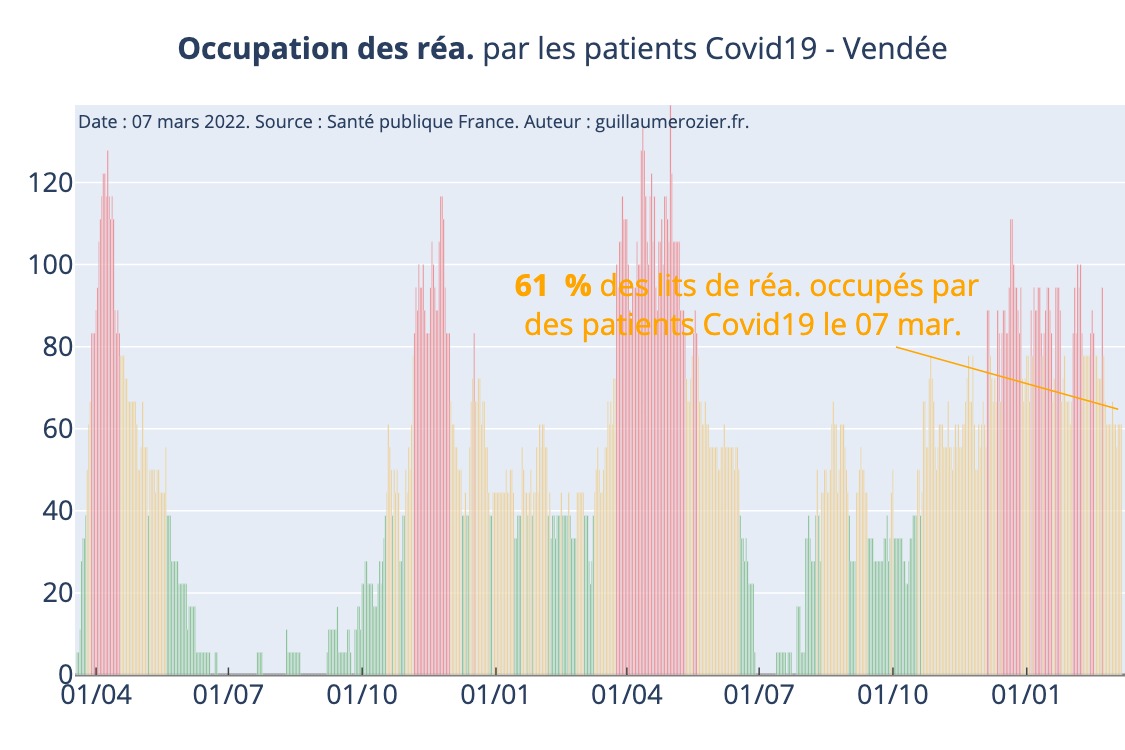 Occupation des réa. par les patients Covid19 - Vendée
Date : 07 mars 2022. Source : Santé publique France. Auteur : guillaumerozier.fr.
120
100
61 % des lits de réa. occupés par
des patients Covid19 le 07 mar.
80
60
40
20
0
01/04 01/07 01/10 01/01 01/04 01/07 01/10 01/01